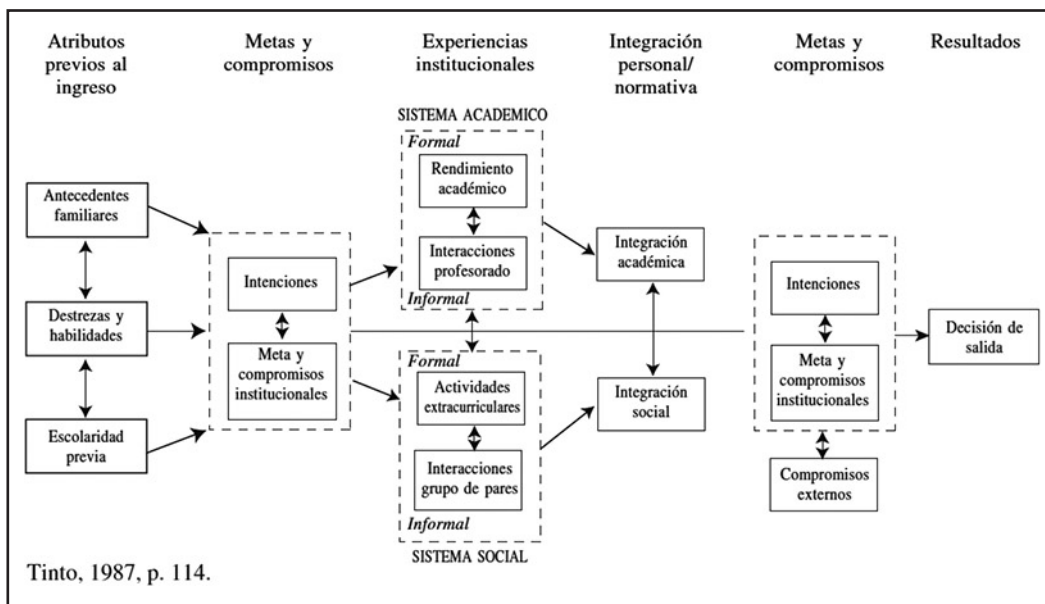 Atributos
previos al
ingreso
Metas y
compromisos
Experiencias
institucionales
Integración
personal/
normativa
Metas y
compromisos
Resultados
SISTEMA ACADEMICO
Formal
Rendimiento
académico
Interacciones
profesorado
Informal
Antecedentes
familiares
Destrezas y
habilidades
Escolaridad
previa
Intenciones
Meta y
compromisos
institucionales
Formal
Actividades
extracurriculares
Interacciones
grupo de pares
Informal
SISTEMA SOCIAL
Integración
académica
Integración
social
Intenciones
Meta y
compromisos
institucionales
Compromisos
externos
Decisión de
salida
Tinto, 1987, p. 114.